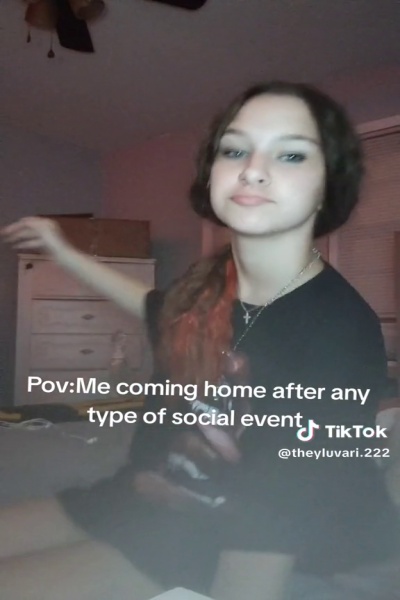 Pov:Me coming home after any
type of social event
TikTok
@theyluvari.222